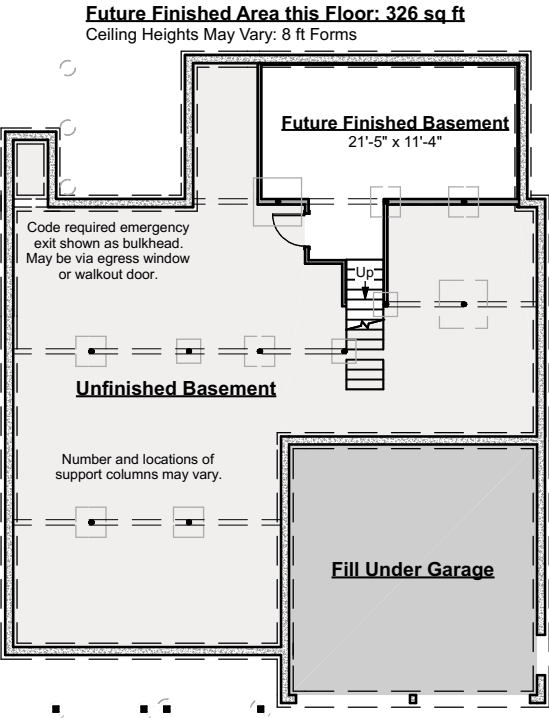 Future Finished Area this Floor: 326 sq ft
Ceiling Heights May Vary: 8 ft Forms
Future Finished Basement
21'-5" x 11'-4"
Code required emergency
exit shown as bulkhead.
May be via egress window
or walkout door.
Up
Unfinished Basement
Number and locations of
support columns may vary.
Fill Under Garage